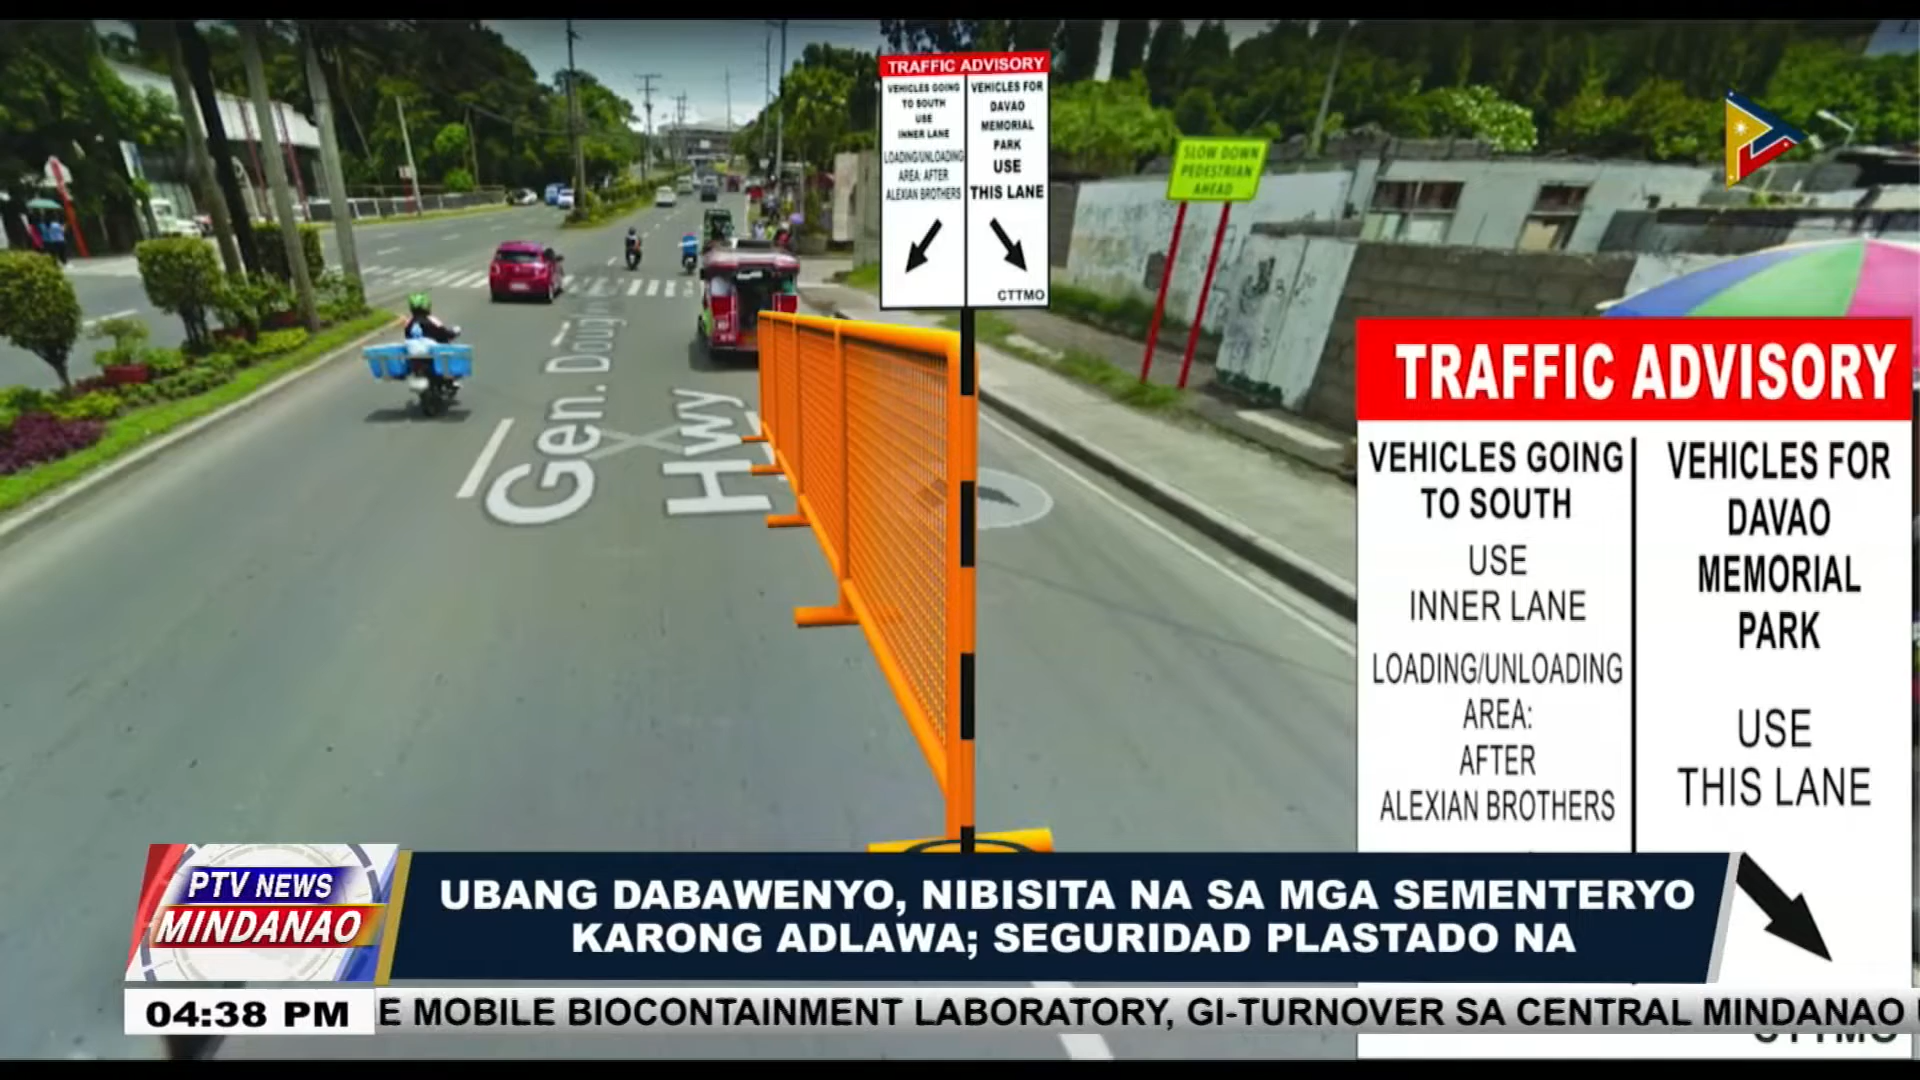 TRAFFIC ADVISORY
VEHICLES GOING
TO SOUTH
USE
INNER LANE
LOADING/UNLOADING
AREA: AFTER
ALEXIAN BROTHERS
VEHICLES FOR
DAVAO
MEMORIAL
PARK
USE
THIS LANE
CTTMO
SLOW DOWN
PEDESTRIAN
AHEAD
Gen.
Hwy
TRAFFIC ADVISORY
VEHICLES GOING
TO SOUTH
USE
INNER LANE
LOADING/UNLOADING
AREA:
AFTER
ALEXIAN BROTHERS
VEHICLES FOR
DAVAO
MEMORIAL
PARK
USE
THIS LANE
CTTMO
PTV NEWS
MINDANAO
UBANG DABAWENYO, NIBISITA NA SA MGA SEMENTERYO
KARONG ADLAWA; SEGURIDAD PLASTADO NA
04:38 PM
E MOBILE BIOCONTAINMENT LABORATORY, GI-TURNOVER SA CENTRAL MINDANAO